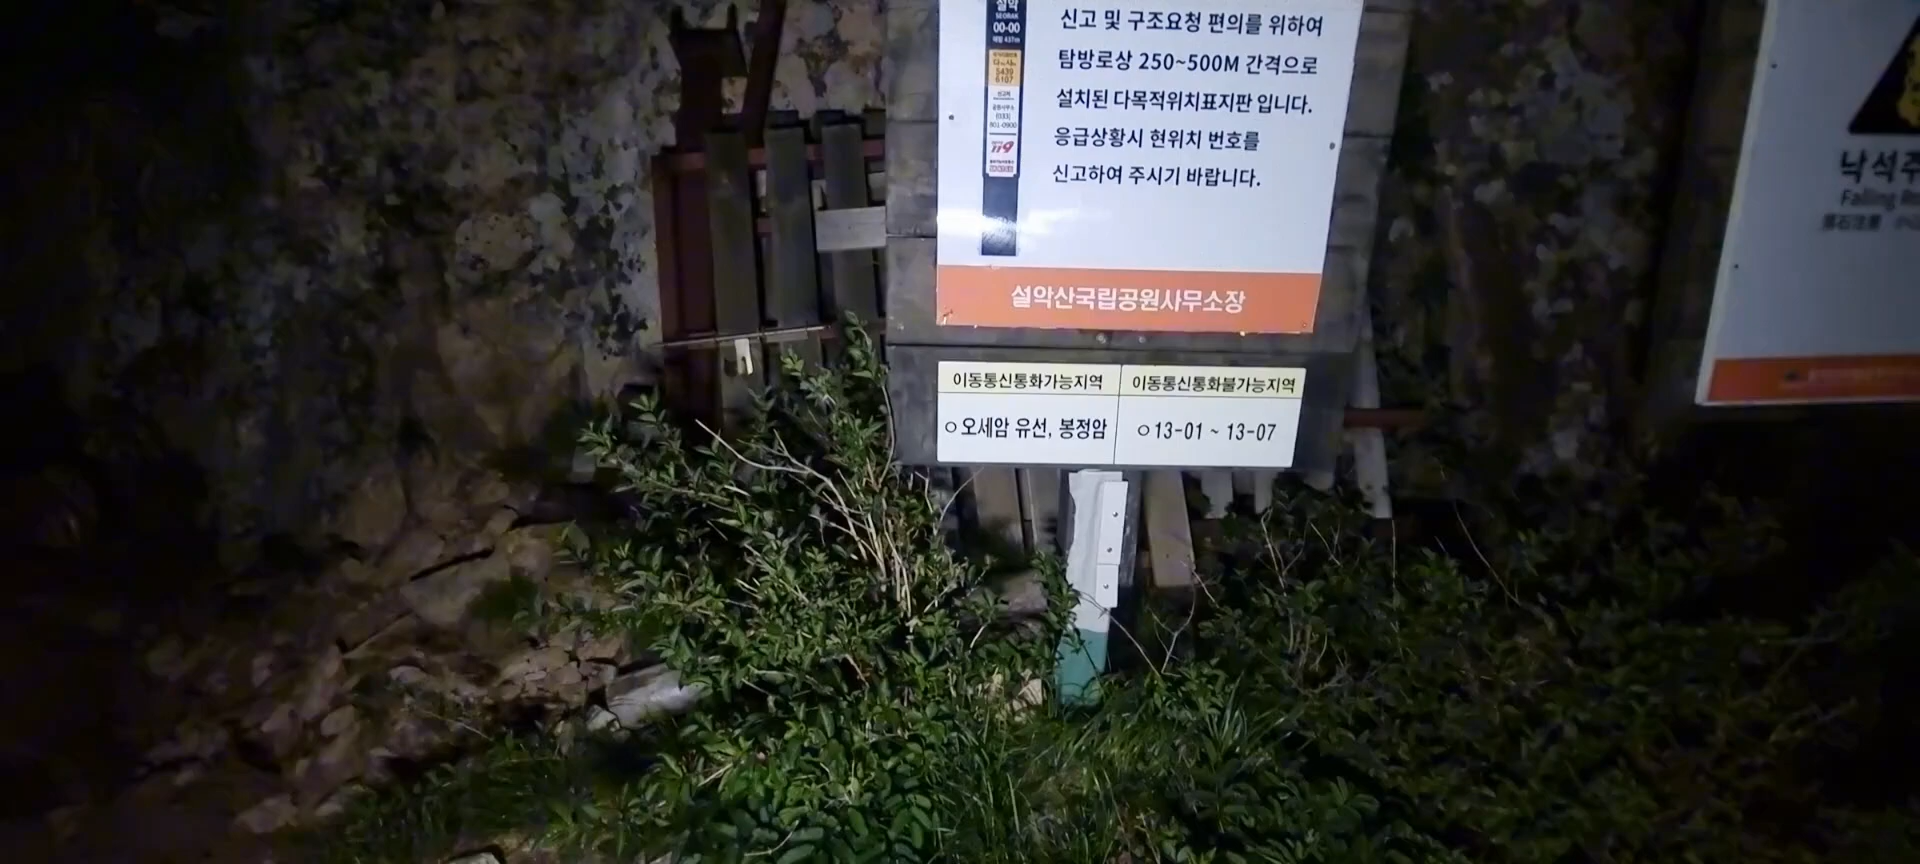 설악
SEORAK
00-00
신고 및 구조요청 편의를 위하여
탐방로상 250~500M 간격으로
설치된 다목적위치표지판 입니다.
응급상황시 현위치 번호를
신고하여 주시기 바랍니다.
119
설악산국립공원사무소장
이동통신통화가능지역
이동통신통화불가능지역
○오세암 유선, 봉정암
○13-01 ~ 13-07
낙석주
Falling